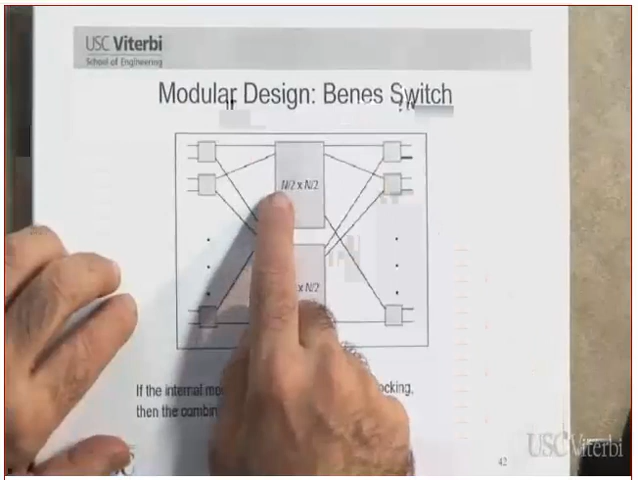 USC Viterbi
School of Engineering
Modular Design: Benes Switch
N/2 x N/2
x N/2
If the internal
ocking,
then the combin
42
USC Viterbi